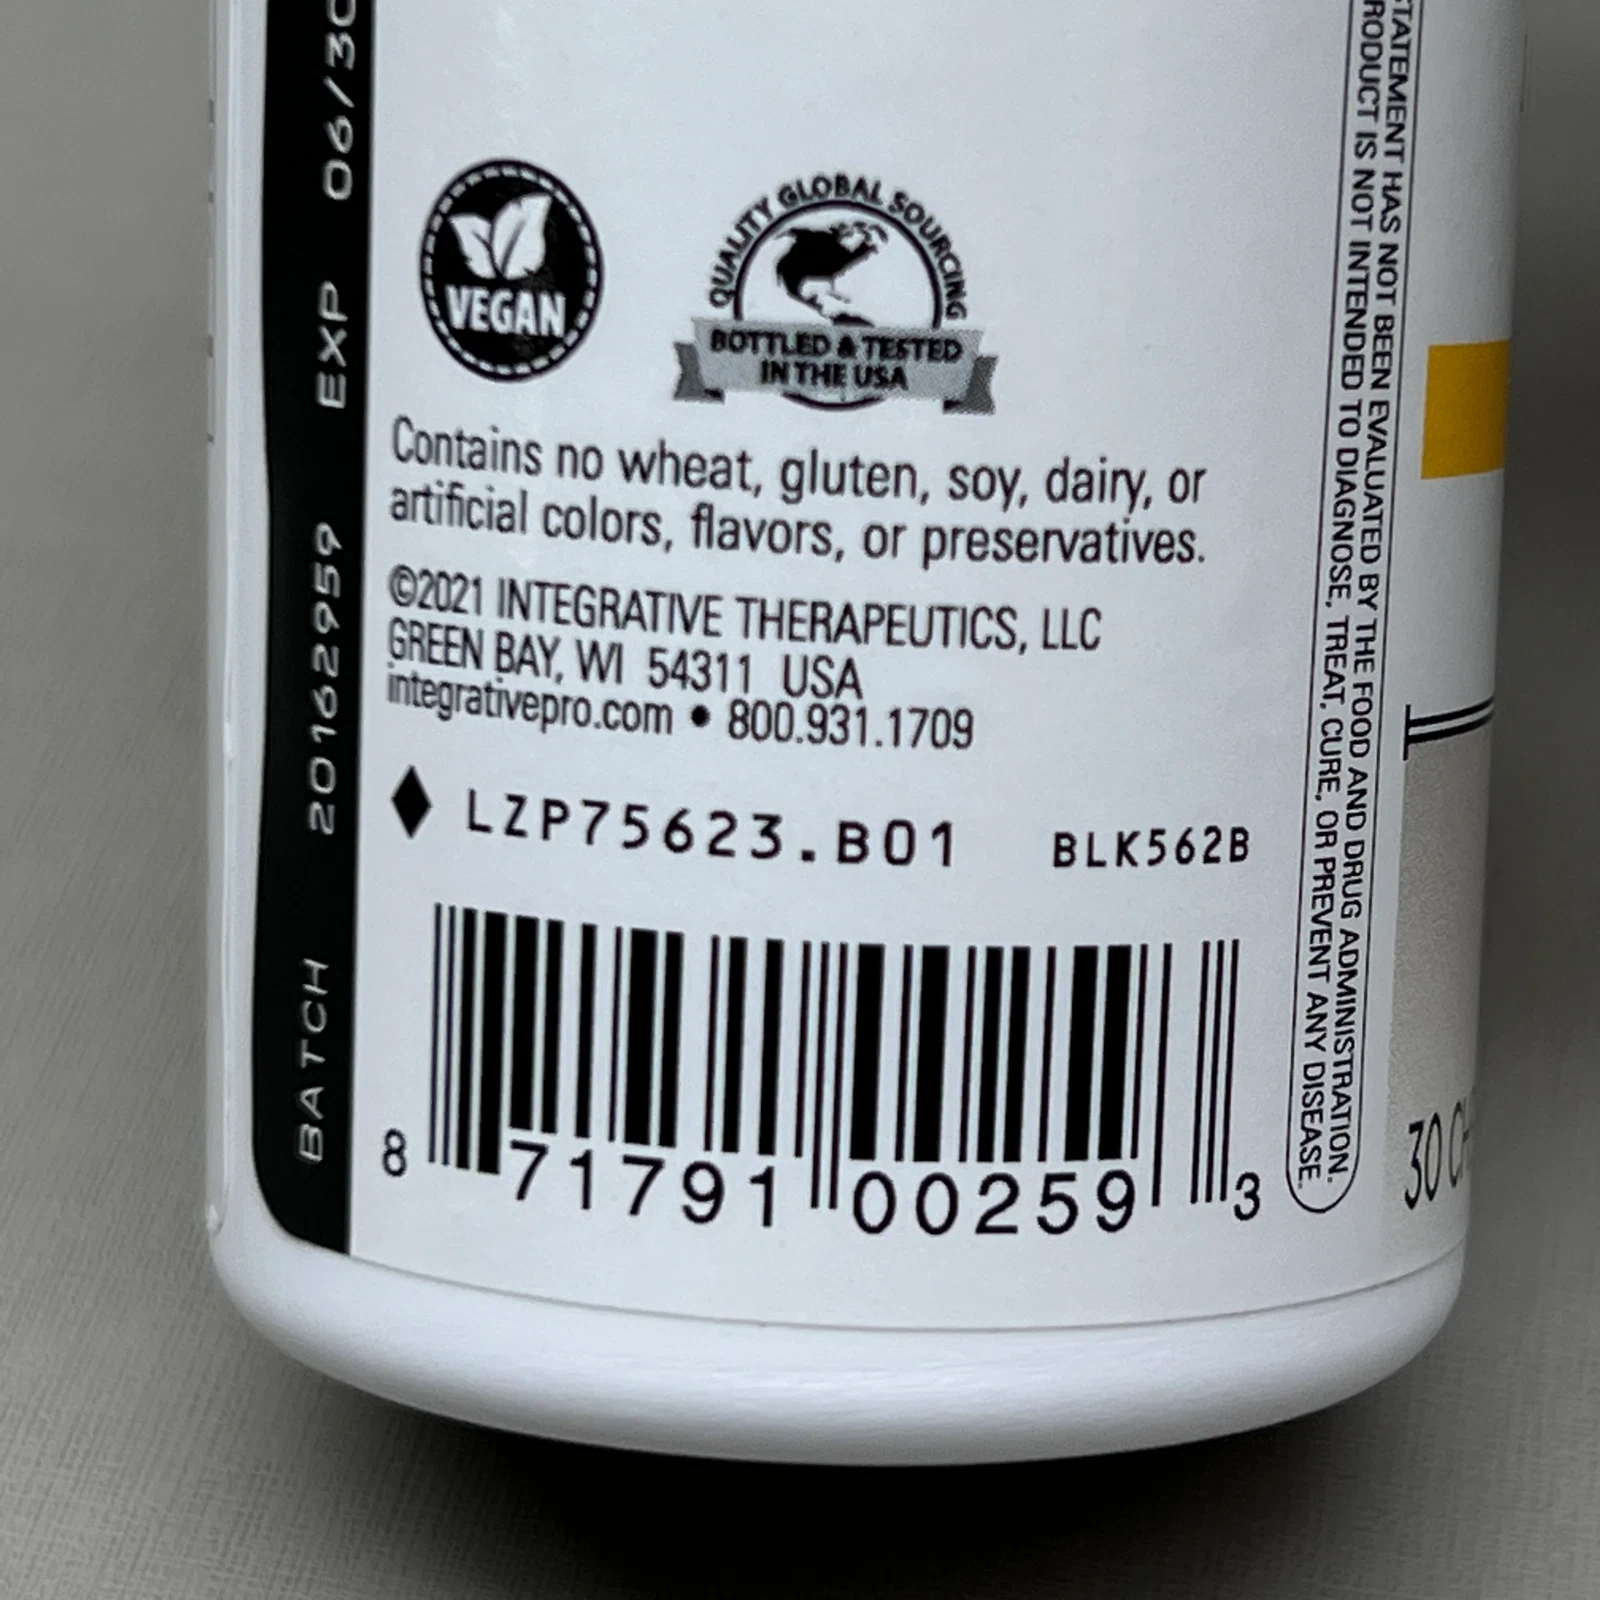 BATCH 20162959 EXP 06/30
VEGAN
QUALITY GLOBAL SOURCING
BOTTLED & TESTED
IN THE USA
Contains no wheat, gluten, soy, dairy, or
artificial colors, flavors, or preservatives.
©2021 INTEGRATIVE THERAPEUTICS, LLC
GREEN BAY, WI 54311 USA
integrativepro.com • 800.931.1709
♦ LZP75623.B01 BLK562B
8 71791 00259 3
STATEMENT HAS NOT BEEN EVALUATED BY THE FOOD AND DRUG ADMINISTRATION.
RODUCT IS NOT INTENDED TO DIAGNOSE, TREAT, CURE, OR PREVENT ANY DISEASE.
30